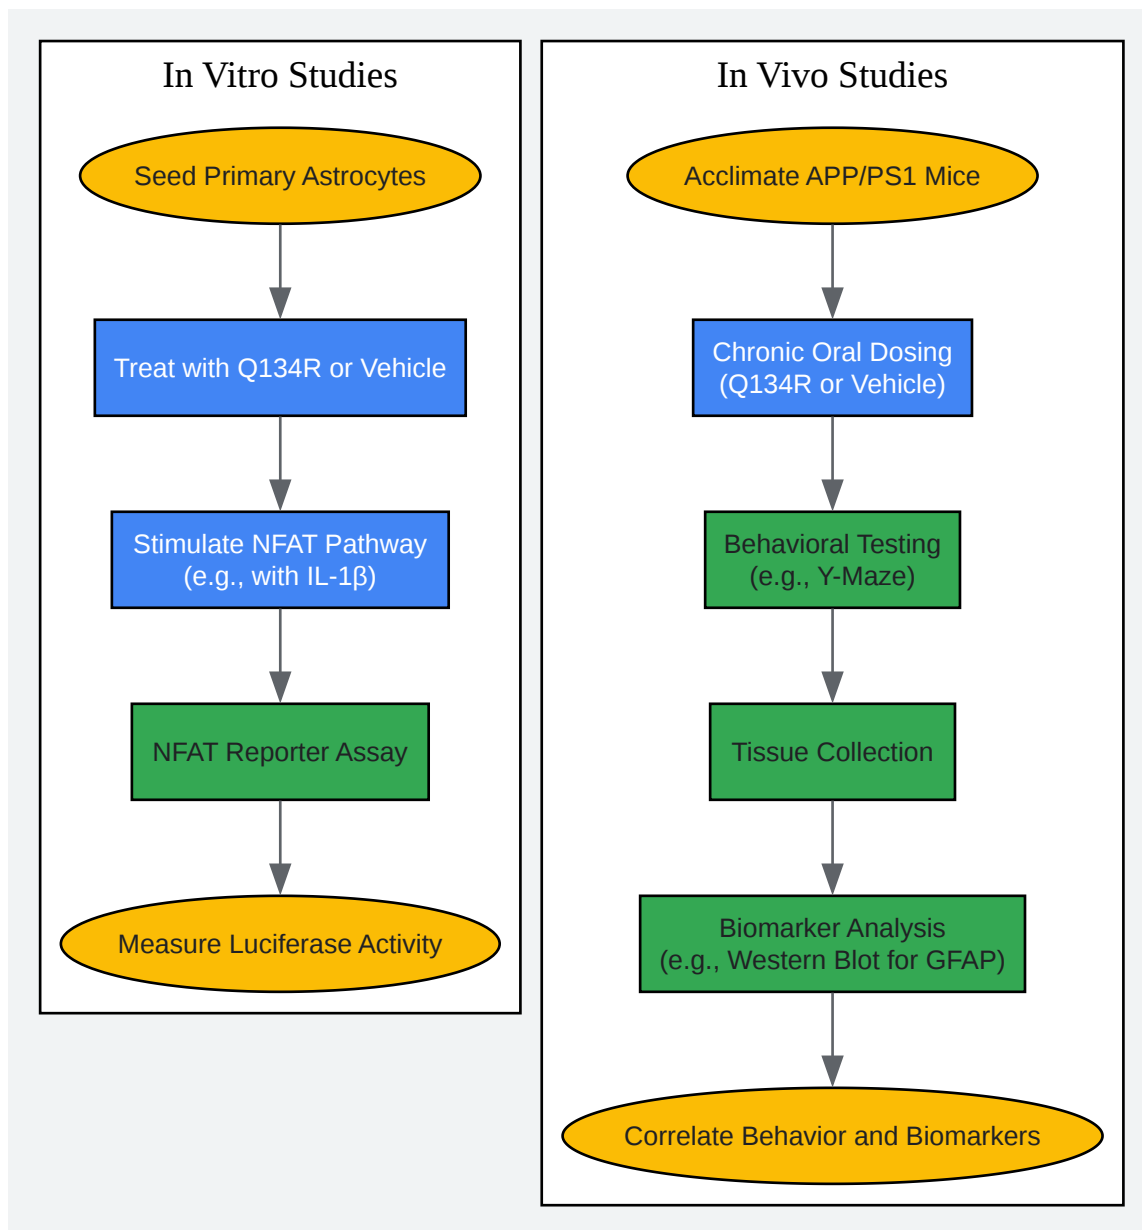 In Vitro Studies
Seed Primary Astrocytes
Treat with Q134R or Vehicle
Stimulate NFAT Pathway
(e.g., with IL-1β)
NFAT Reporter Assay
Measure Luciferase Activity
In Vivo Studies
Acclimate APP/PS1 Mice
Chronic Oral Dosing
(Q134R or Vehicle)
Behavioral Testing
(e.g., Y-Maze)
Tissue Collection
Biomarker Analysis
(e.g., Western Blot for GFAP)
Correlate Behavior and Biomarkers